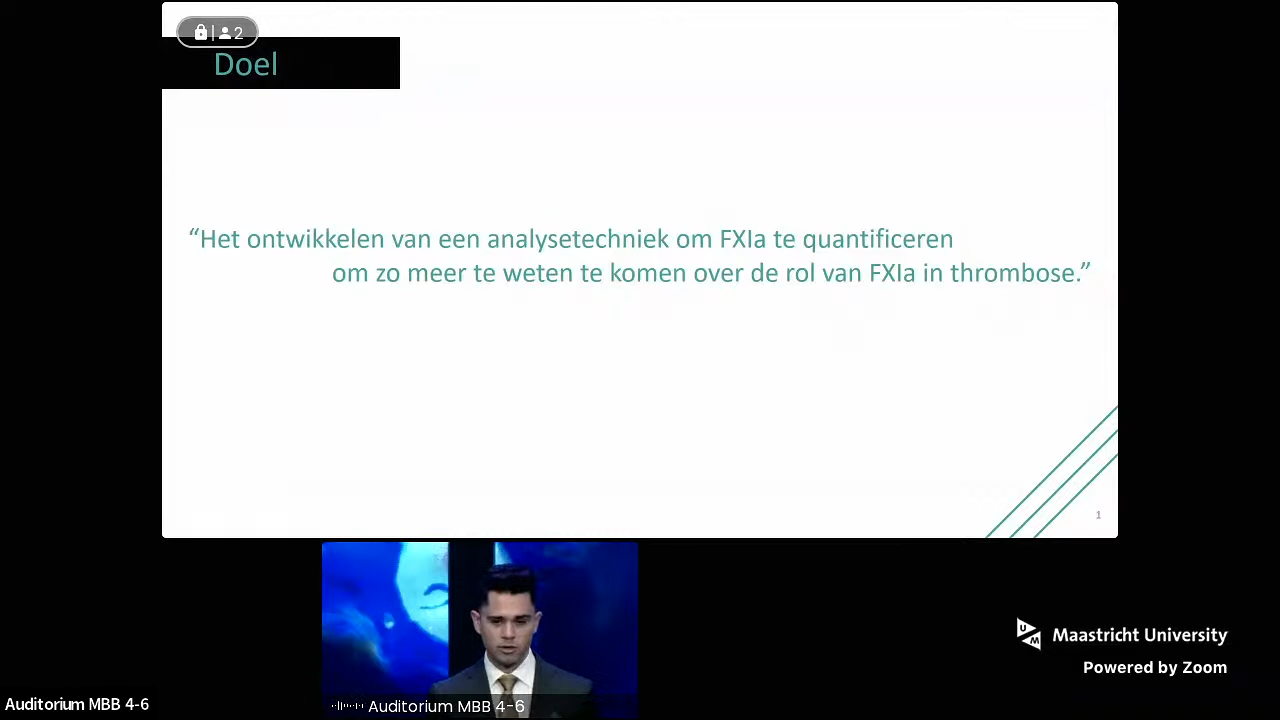 2
Doel
“Het ontwikkelen van een analysetechniek om FXIa te quantificeren
om zo meer te weten te komen over de rol van FXIa in thrombose.”
1
UM
Maastricht University
Powered by Zoom
Auditorium MBB 4-6
Auditorium MBB 4-6